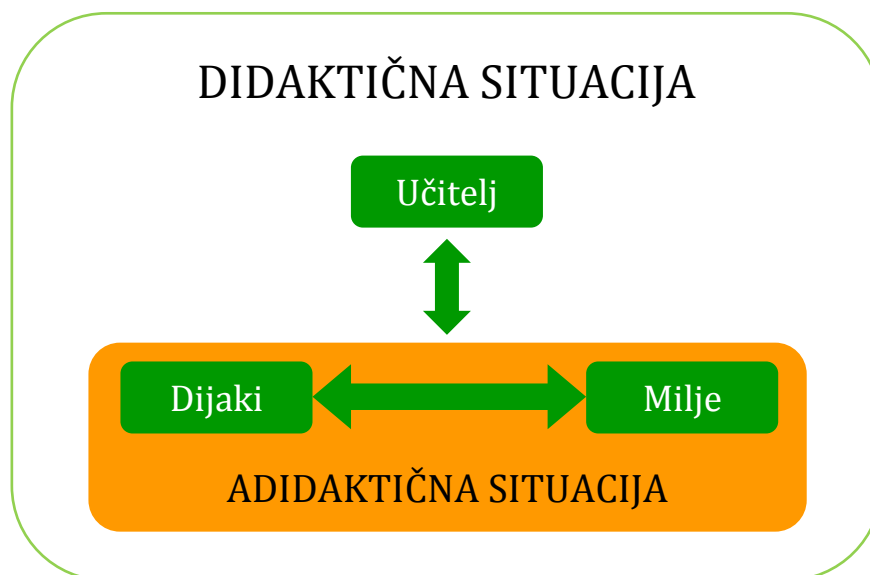 DIDAKTIČNA SITUACIJA
Učitelj
Dijaki
Milje
ADIDAKTIČNA SITUACIJA